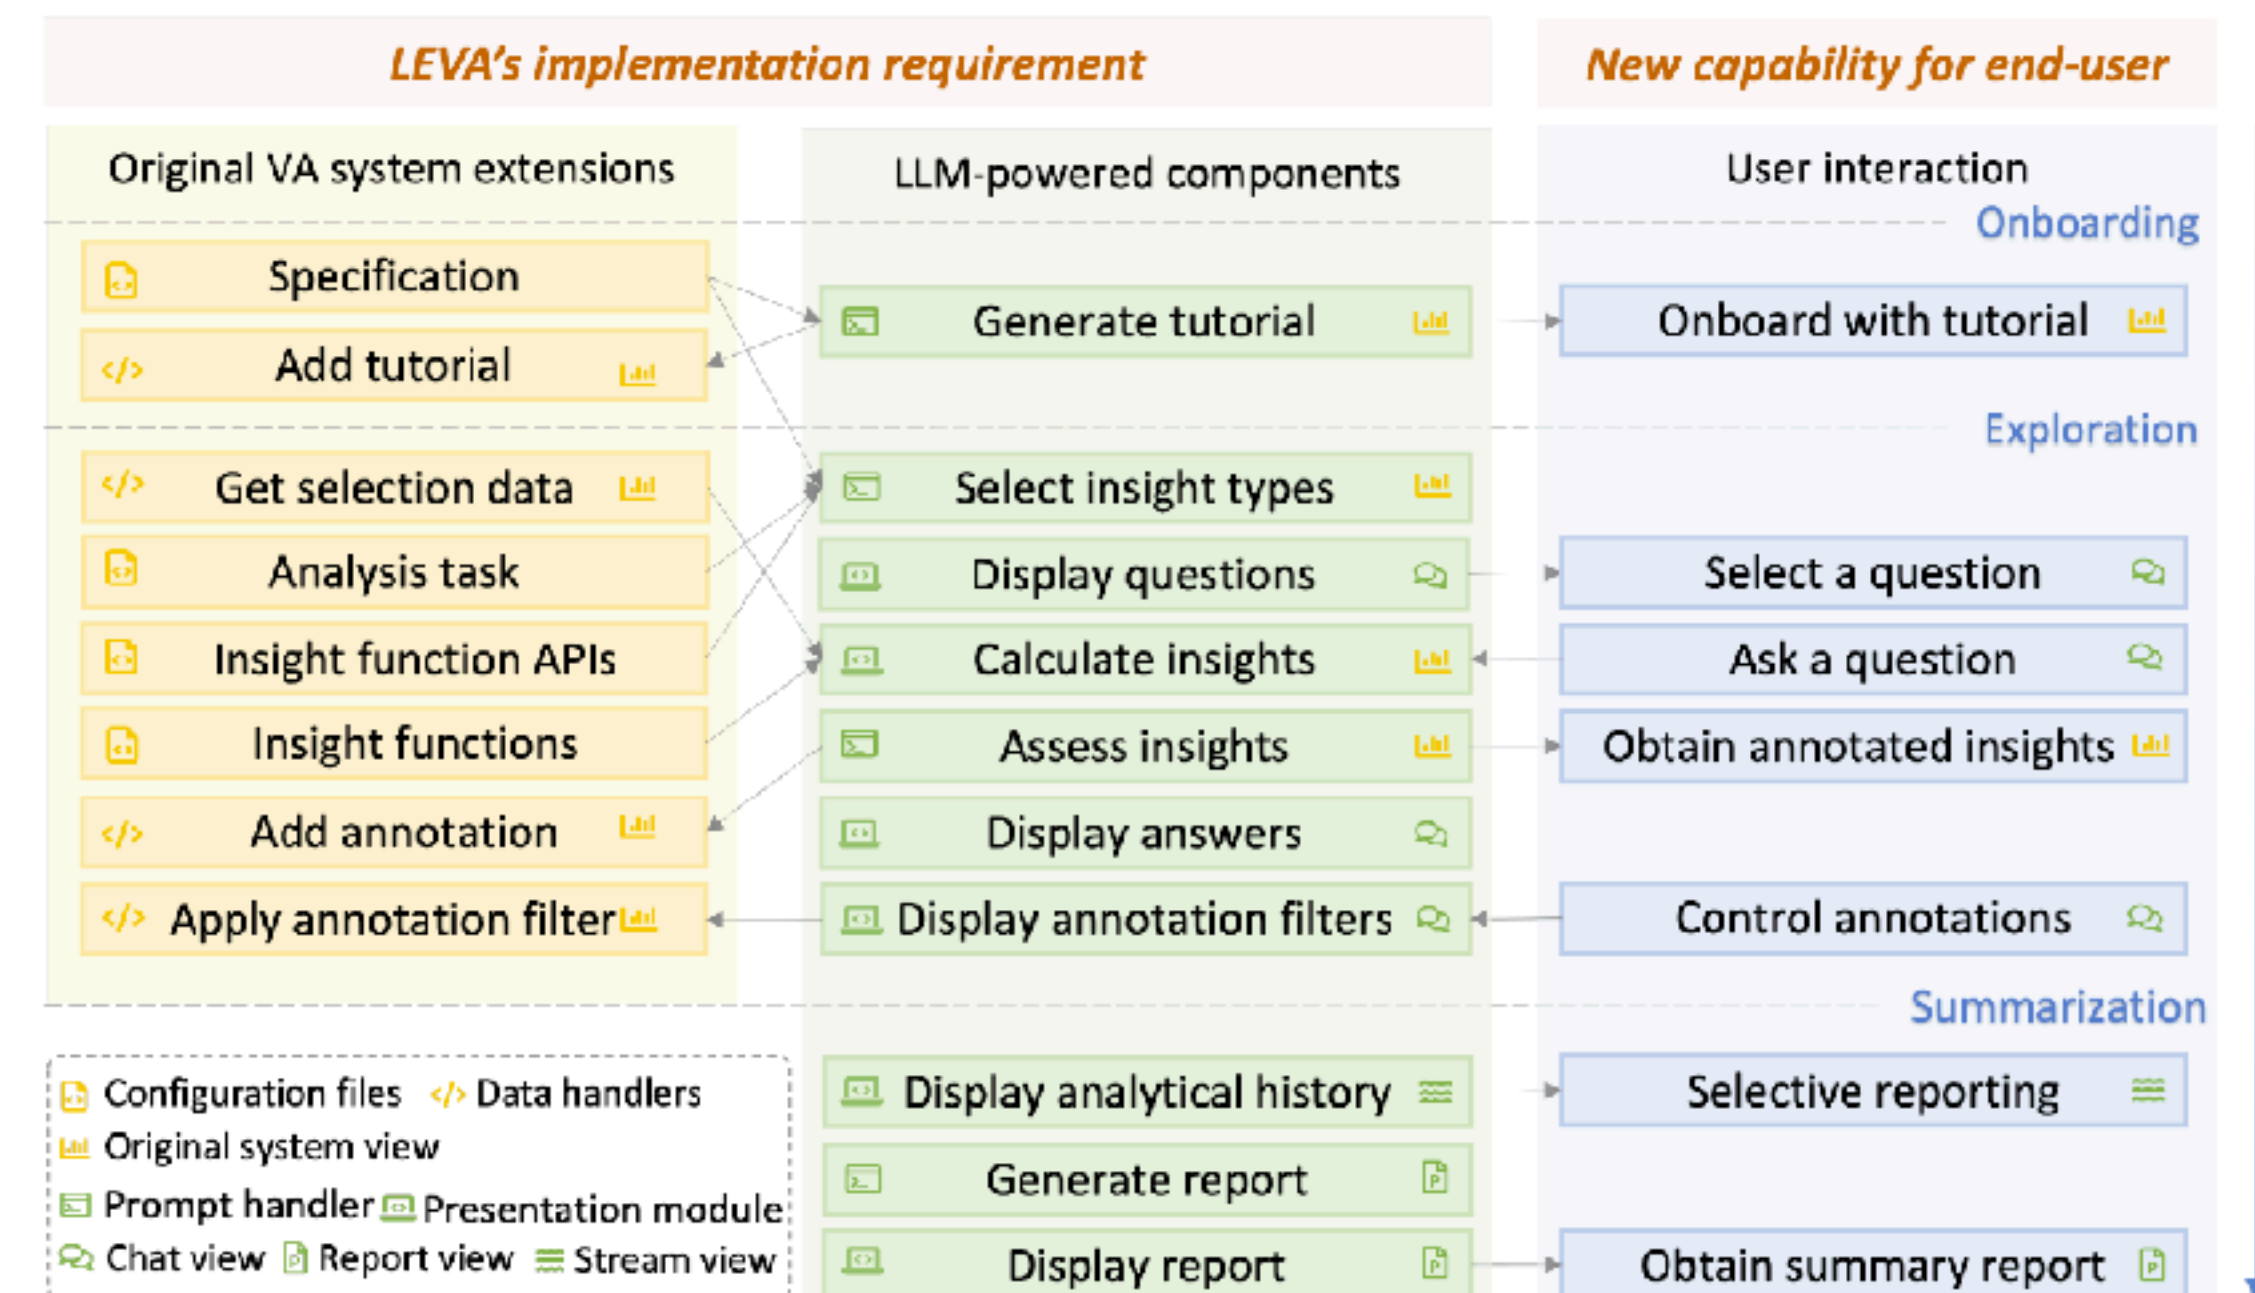 LEVA's implementation requirement
New capability for end-user
Original VA system extensions
LLM-powered components
User interaction
Onboarding
Specification
Add tutorial
Generate tutorial
Onboard with tutorial
Exploration
Get selection data
Analysis task
Insight function APIs
Insight functions
Add annotation
Apply annotation filter
Select insight types
Display questions
Calculate insights
Assess insights
Display answers
Display annotation filters
Select a question
Ask a question
Obtain annotated insights
Control annotations
Summarization
Display analytical history
Generate report
Display report
Selective reporting
Obtain summary report
Configuration files
Data handlers
Original system view
Prompt handler
Presentation module
Chat view
Report view
Stream view